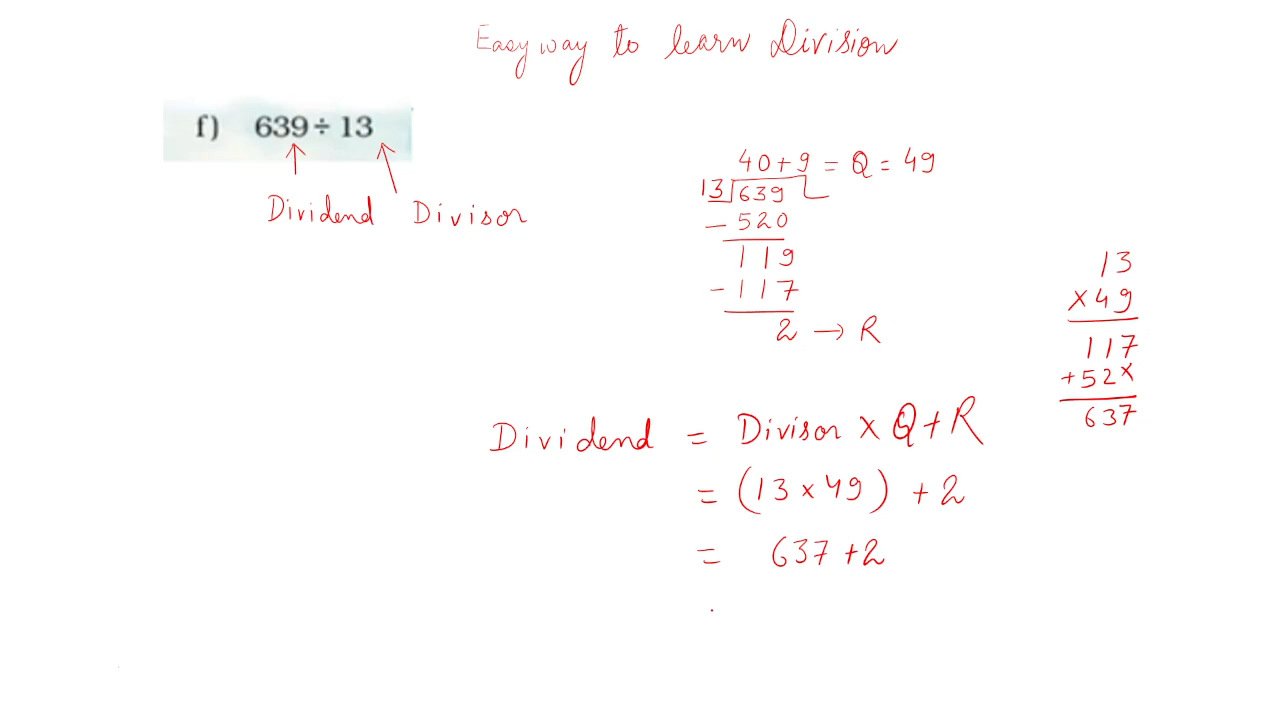 Easy way to learn Division
f) 639 ÷ 13
Dividend Divisor
40 + 9 = Q = 49
13 639
- 520
119
- 117
2 → R
13
× 49
117
+ 52 ×
637
Dividend = Divisor × Q + R
= (13 × 49) + 2
= 637 + 2